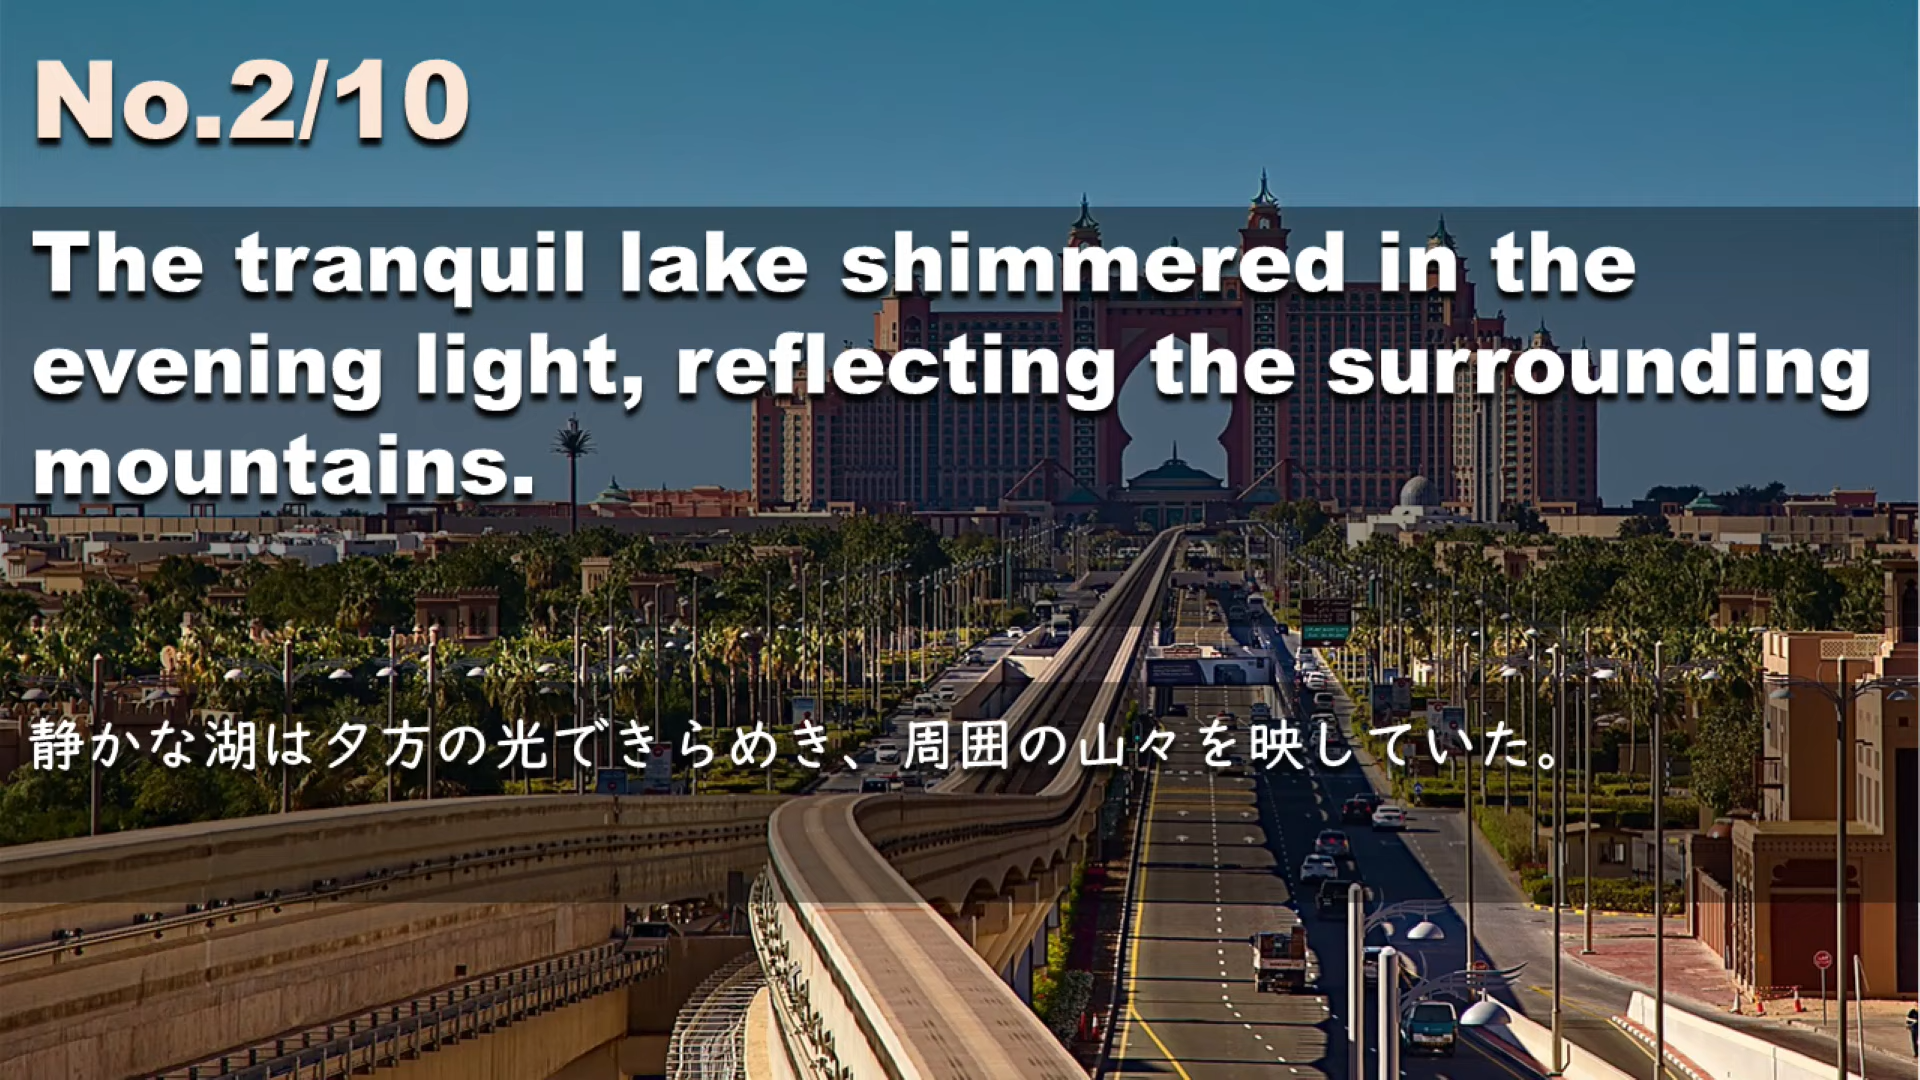 No.2/10
The tranquil lake shimmered in the
evening light, reflecting the surrounding
mountains.
静かな湖は夕方の光できらめき、周囲の山々を映していた。